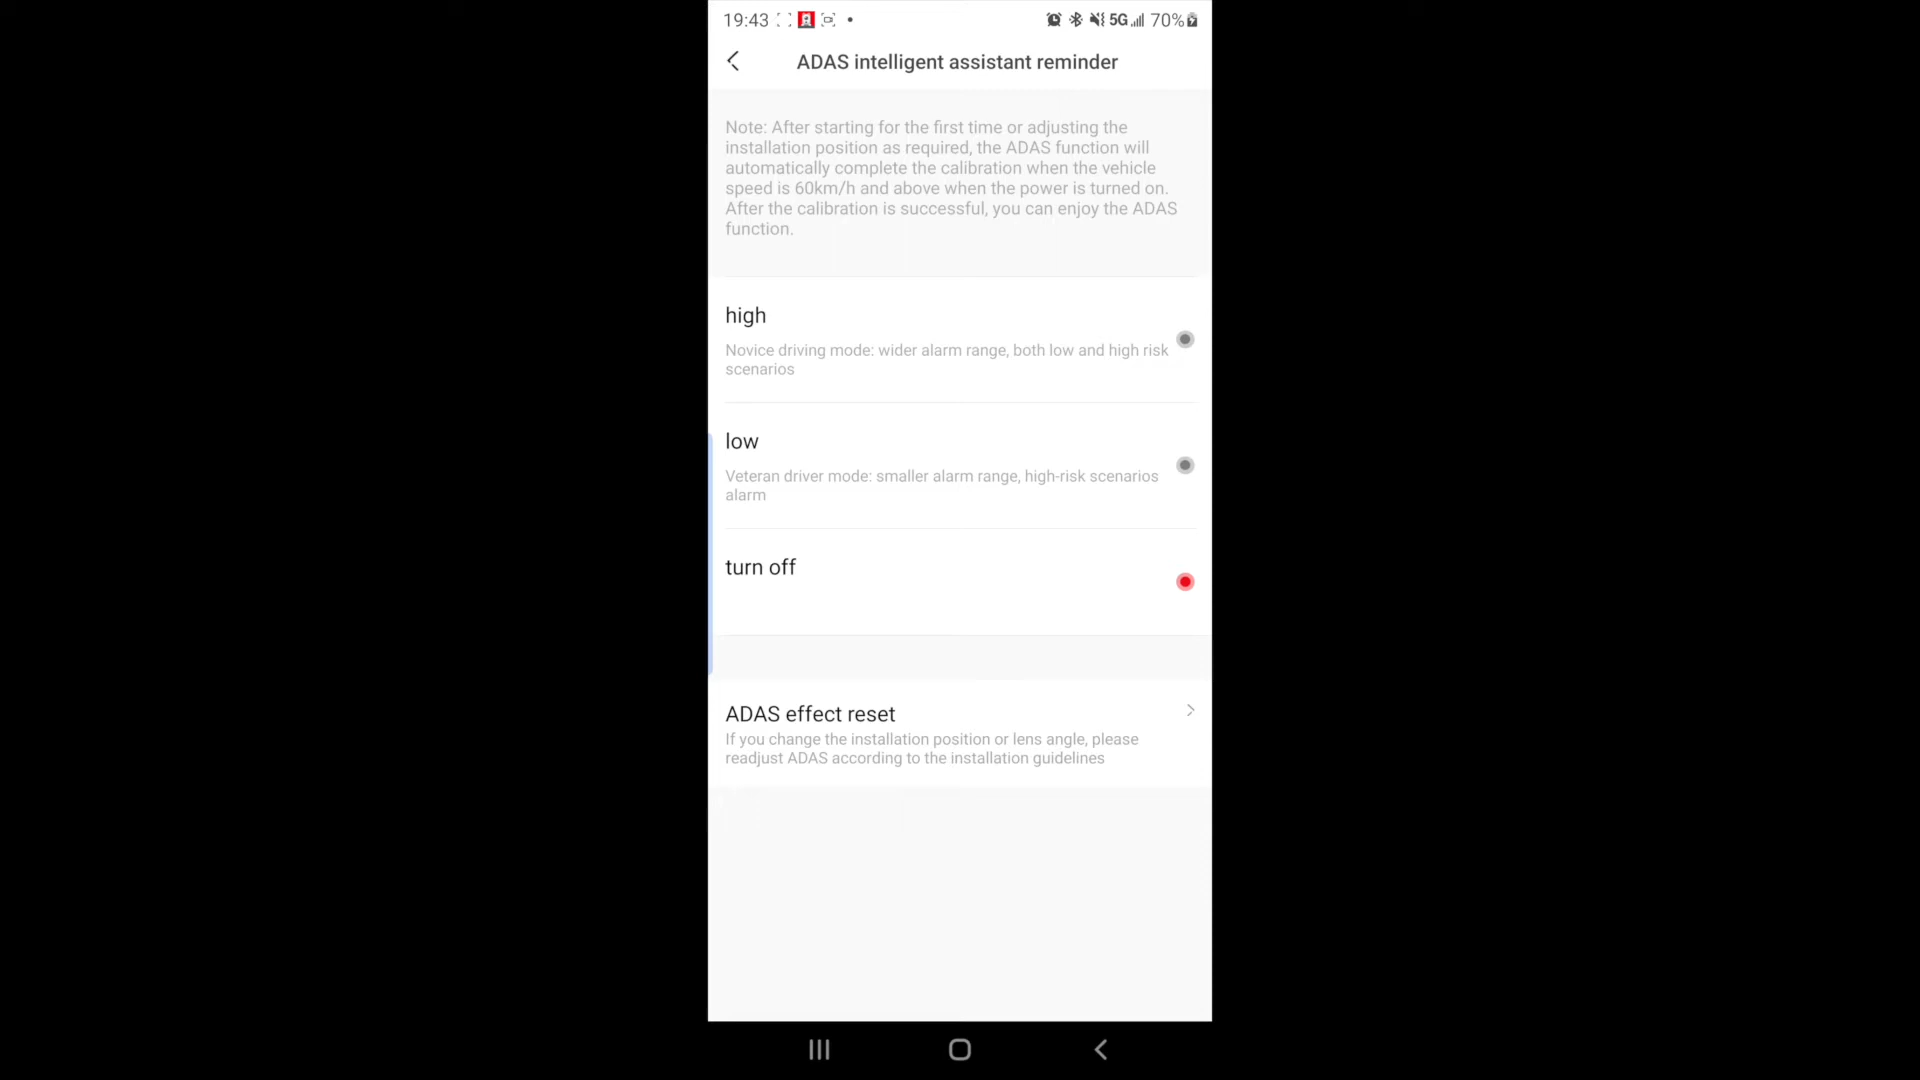 19:43
5G 70%
ADAS intelligent assistant reminder
Note: After starting for the first time or adjusting the
installation position as required, the ADAS function will
automatically complete the calibration when the vehicle
speed is 60km/h and above when the power is turned on.
After the calibration is successful, you can enjoy the ADAS
function.
high
Novice driving mode: wider alarm range, both low and high risk
scenarios
low
Veteran driver mode: smaller alarm range, high-risk scenarios
alarm
turn off
ADAS effect reset
If you change the installation position or lens angle, please
readjust ADAS according to the installation guidelines